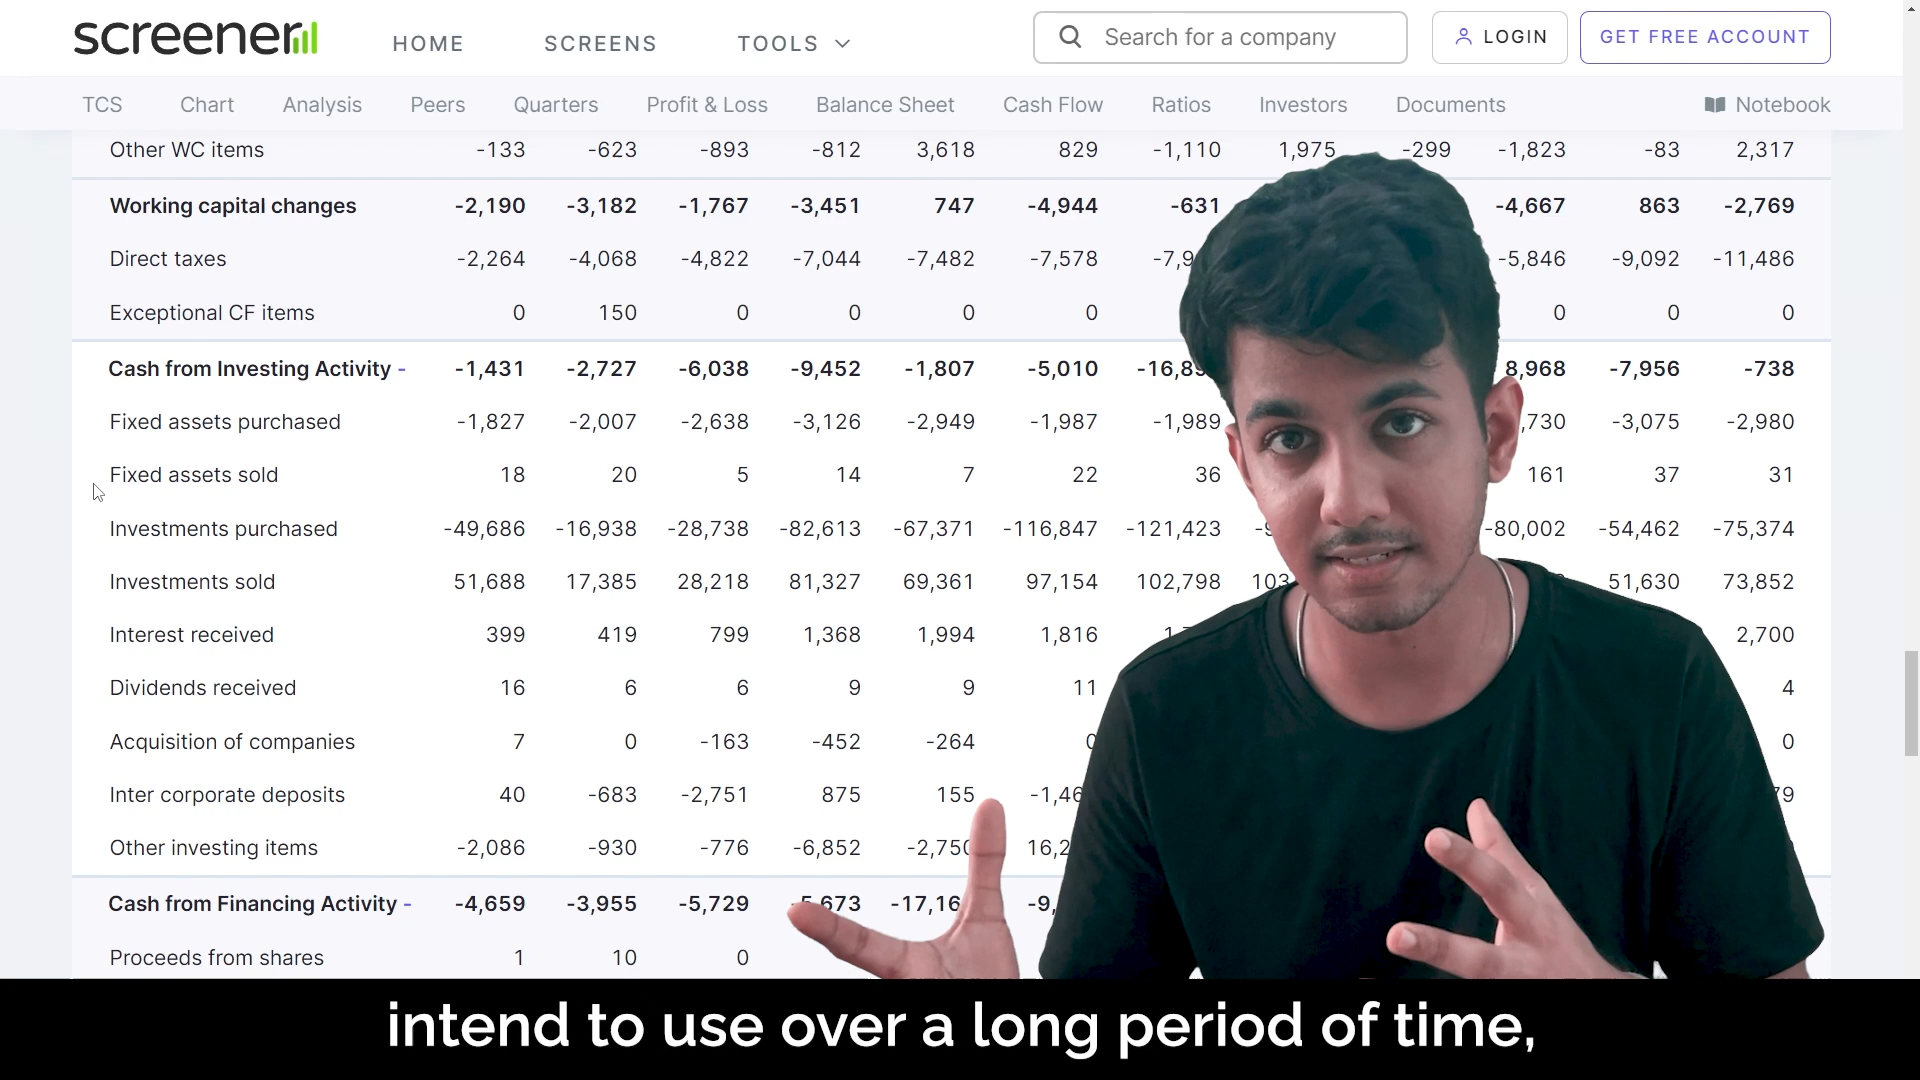 screener
HOME SCREENS TOOLS Search for a company LOGIN GET FREE ACCOUNT
TCS Chart Analysis Peers Quarters Profit & Loss Balance Sheet Cash Flow Ratios Investors Documents Notebook
Other WC items -133 -623 -893 -812 3,618 829 -1,110 1,975 -299 -1,823 -83 2,317
Working capital changes -2,190 -3,182 -1,767 -3,451 747 -4,944 -631 -4,667 863 -2,769
Direct taxes -2,264 -4,068 -4,822 -7,044 -7,482 -7,578 -5,846 -9,092 -11,486
Exceptional CF items 0 150 0 0 0 0 0 0 0
Cash from Investing Activity - -1,431 -2,727 -6,038 -9,452 -1,807 -5,010 8,968 -7,956 -738
Fixed assets purchased -1,827 -2,007 -2,638 -3,126 -2,949 -1,987 -1,989 -3,075 -2,980
Fixed assets sold 18 20 5 14 7 22 36 161 37 31
Investments purchased -49,686 -16,938 -28,738 -82,613 -67,371 -116,847 -121,423 -80,002 -54,462 -75,374
Investments sold 51,688 17,385 28,218 81,327 69,361 97,154 102,798 51,630 73,852
Interest received 399 419 799 1,368 1,994 1,816 2,700
Dividends received 16 6 6 9 9 11 4
Acquisition of companies 7 0 -163 -452 -264 0 0
Inter corporate deposits 40 -683 -2,751 875 155
Other investing items -2,086 -930 -776 -6,852 -2,750
Cash from Financing Activity - -4,659 -3,955 -5,729 -5,673
Proceeds from shares 1 10 0
intend to use over a long period of time,